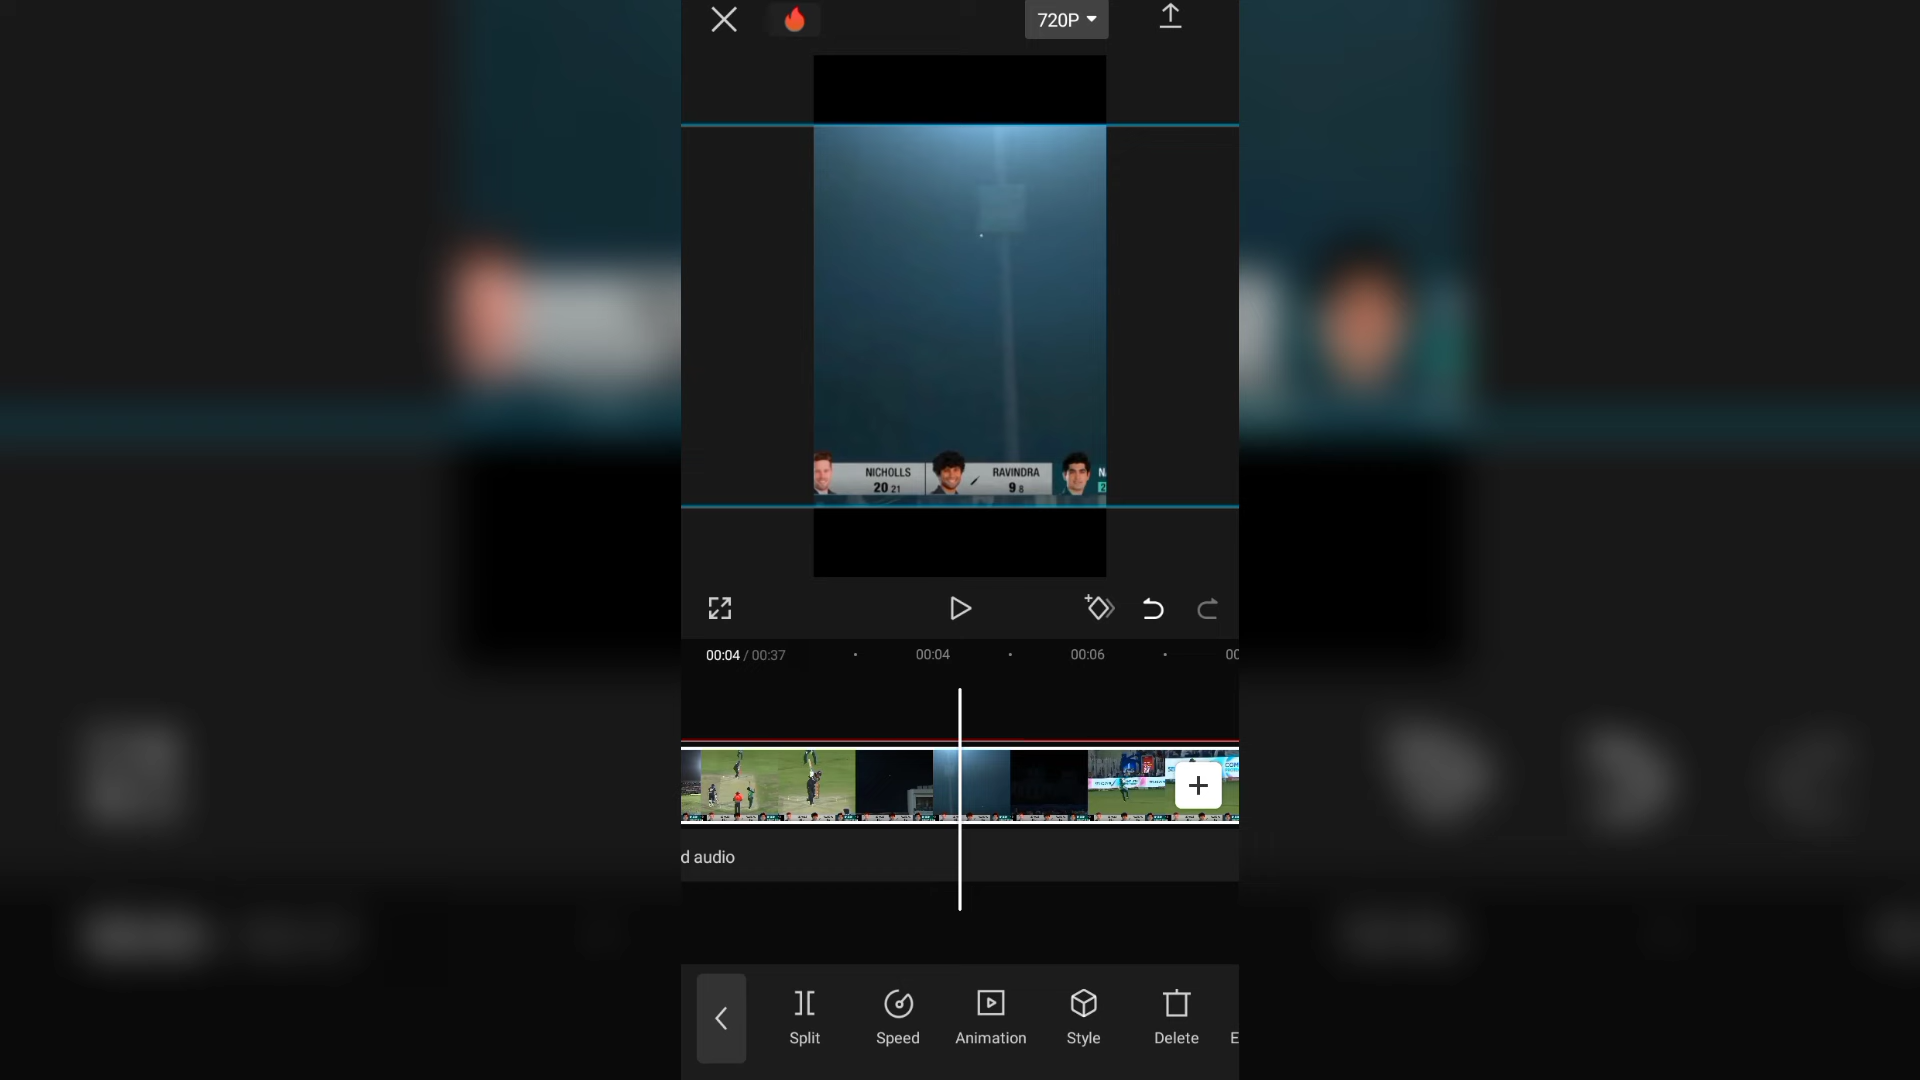 720P
NICHOLLS
20 21
RAVINDRA
9 8
00:04 / 00:37
00:04
00:06
00
d audio
Split
Speed
Animation
Style
Delete
E